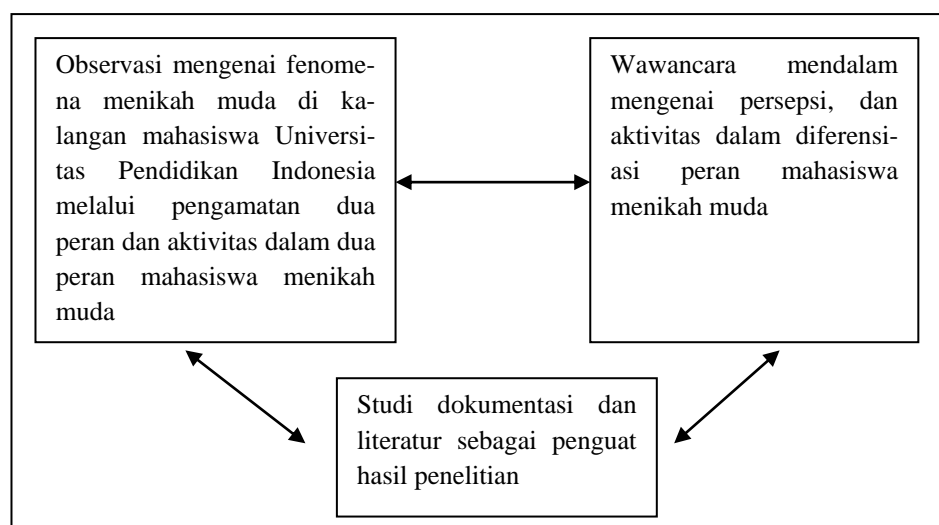 Observasi mengenai fenome-
na menikah muda di ka-
langan mahasiswa Universi-
tas Pendidikan Indonesia
melalui pengamatan dua
peran dan aktivitas dalam dua
peran mahasiswa menikah
muda
Wawancara mendalam
mengenai persepsi, dan
aktivitas dalam diferensi-
asi peran mahasiswa
menikah muda
Studi dokumentasi dan
literatur sebagai penguat
hasil penelitian